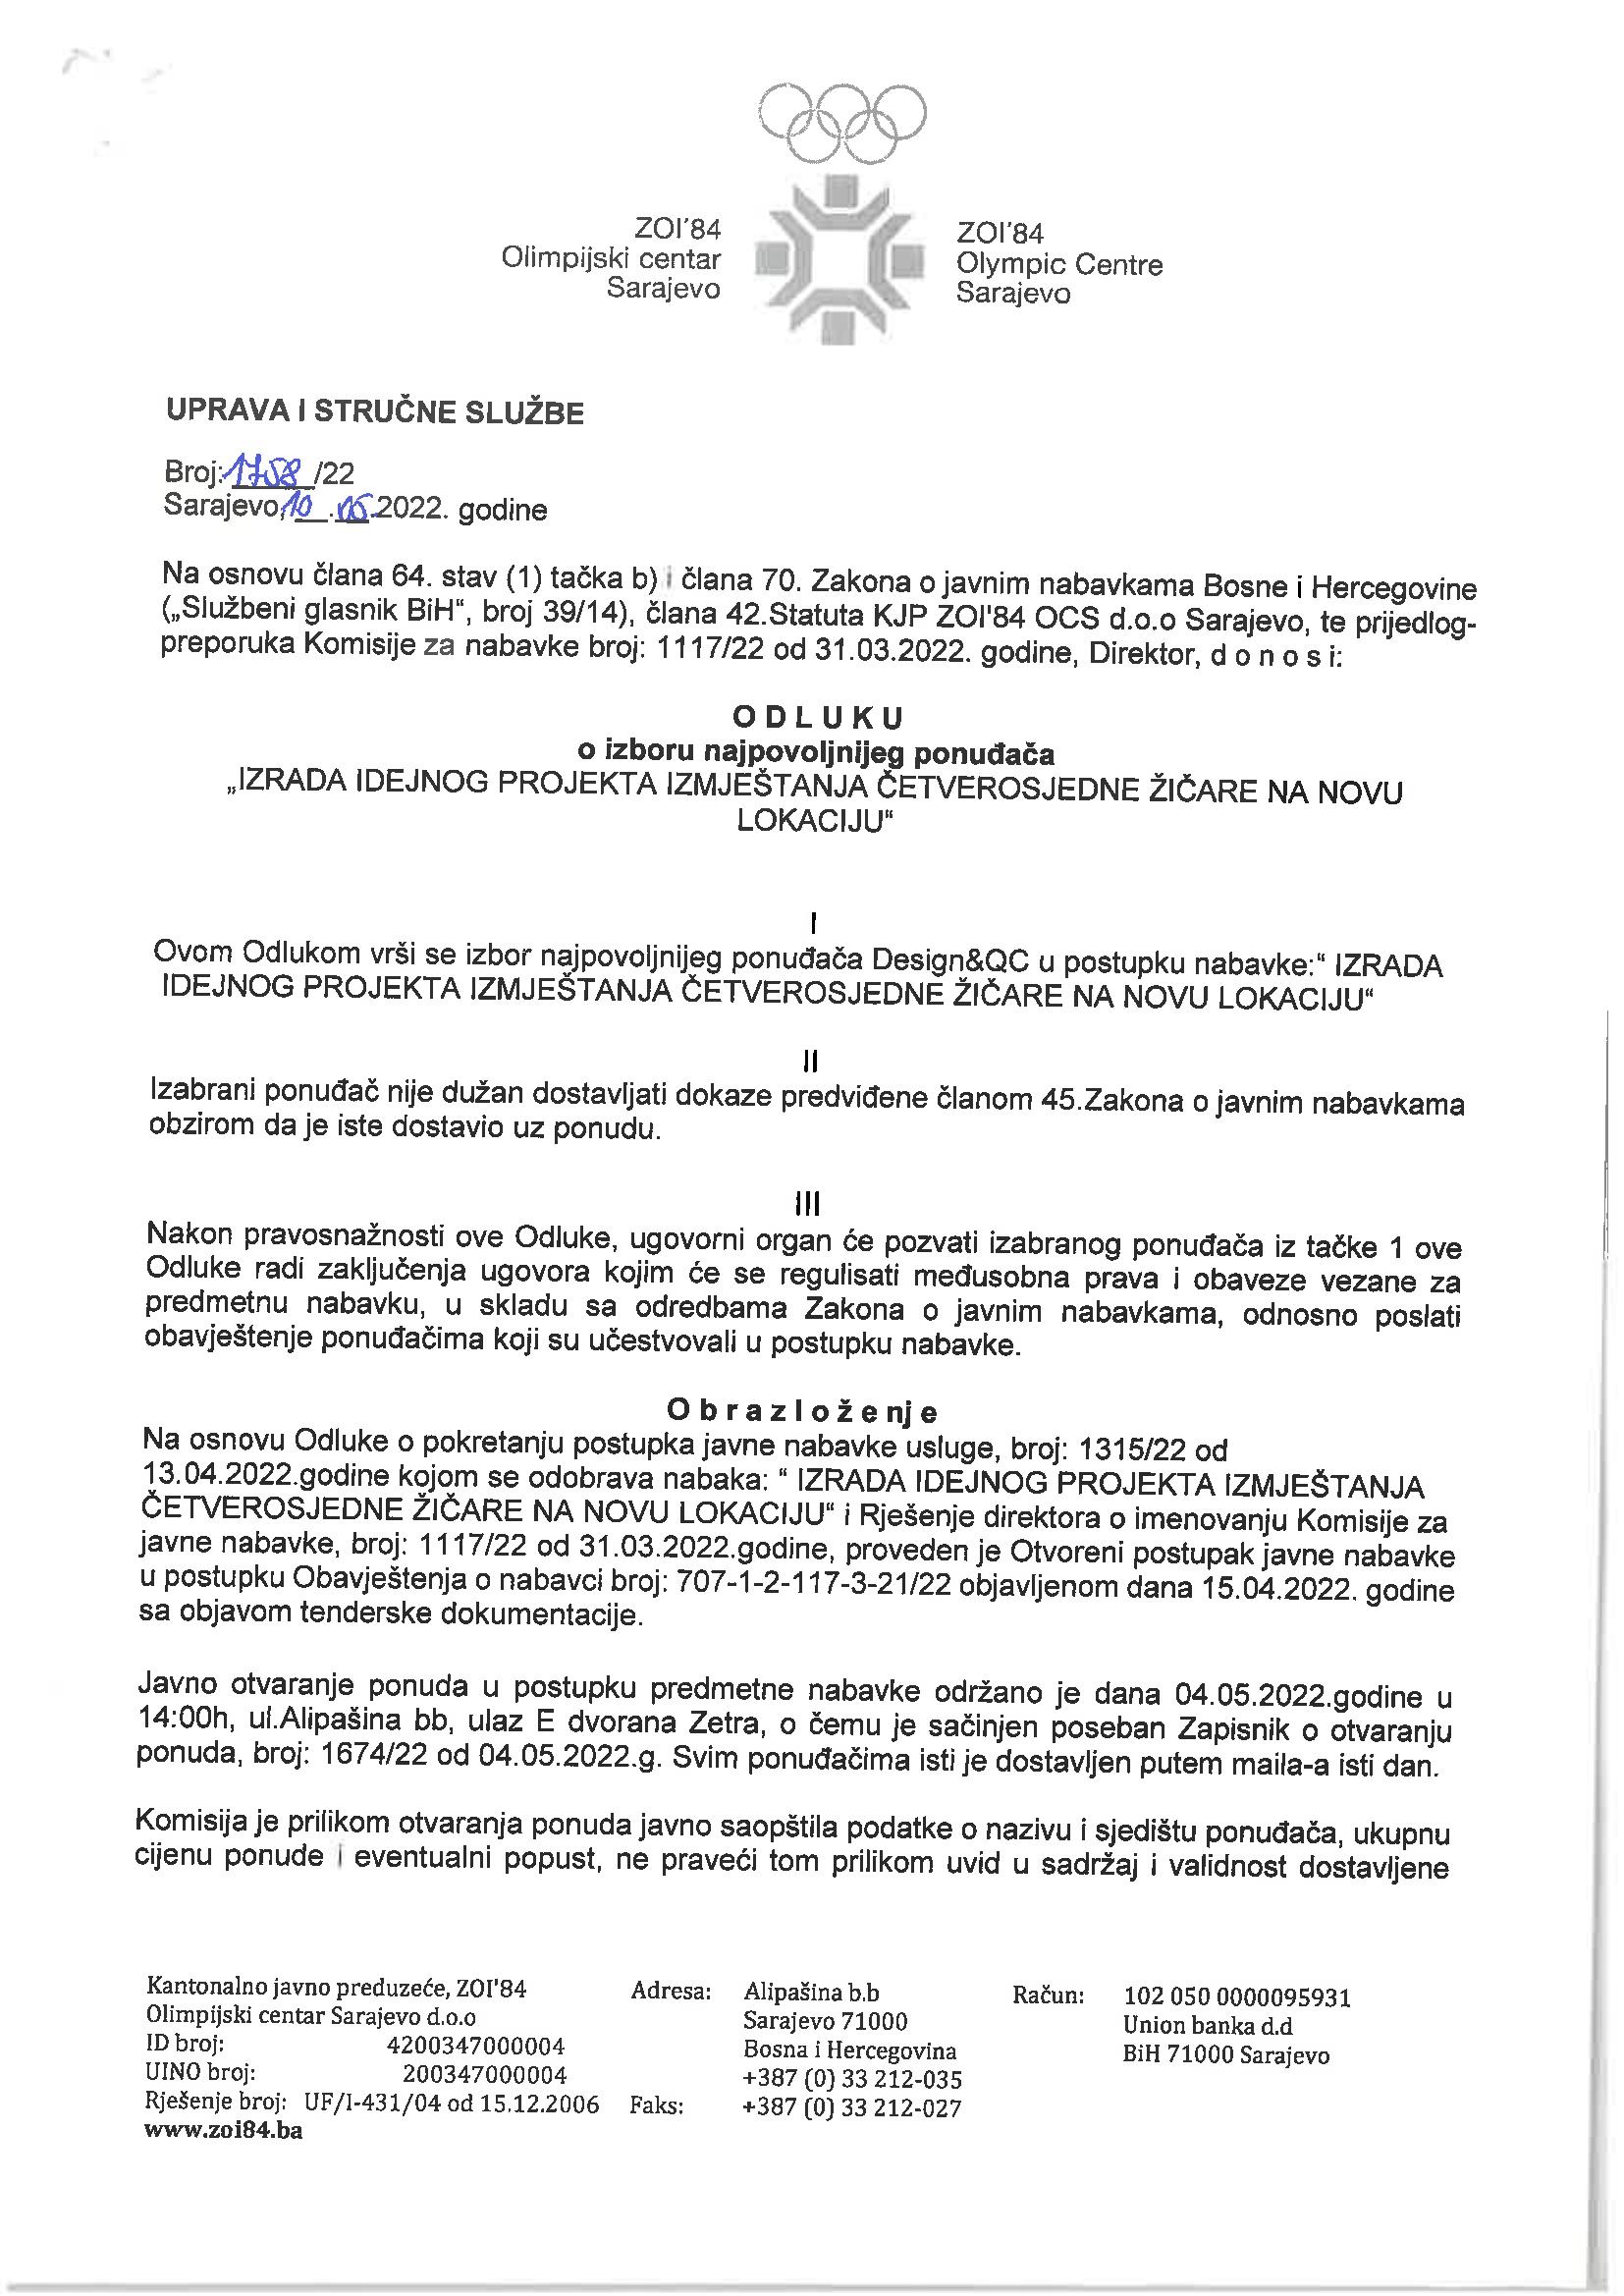 ZOI'84
Olimpijski centar
Sarajevo
ZOI'84
Olympic Centre
Sarajevo
UPRAVA I STRUČNE SLUŽBE
Broj: 1758 /22
Sarajevo, 10 . 05.2022. godine
Na osnovu člana 64. stav (1) tačka b) i člana 70. Zakona o javnim nabavkama Bosne i Hercegovine
(„Službeni glasnik BiH“, broj 39/14), člana 42.Statuta KJP ZOI'84 OCS d.o.o Sarajevo, te prijedlog-
preporuka Komisije za nabavke broj: 1117/22 od 31.03.2022. godine, Direktor, d o n o s i:
O D L U K U
o izboru najpovoljnijeg ponuđača
„IZRADA IDEJNOG PROJEKTA IZMJEŠTANJA ČETVEROSJEDNE ŽIČARE NA NOVU
LOKACIJU“
I
Ovom Odlukom vrši se izbor najpovoljnijeg ponuđača Design&QC u postupku nabavke:“ IZRADA
IDEJNOG PROJEKTA IZMJEŠTANJA ČETVEROSJEDNE ŽIČARE NA NOVU LOKACIJU“
II
Izabrani ponuđač nije dužan dostavljati dokaze predviđene članom 45.Zakona o javnim nabavkama
obzirom da je iste dostavio uz ponudu.
III
Nakon pravosnažnosti ove Odluke, ugovorni organ će pozvati izabranog ponuđača iz tačke 1 ove
Odluke radi zaključenja ugovora kojim će se regulisati međusobna prava i obaveze vezane za
predmetnu nabavku, u skladu sa odredbama Zakona o javnim nabavkama, odnosno poslati
obavještenje ponuđačima koji su učestvovali u postupku nabavke.
O b r a z l o ž e nj e
Na osnovu Odluke o pokretanju postupka javne nabavke usluge, broj: 1315/22 od
13.04.2022.godine kojom se odobrava nabaka: “ IZRADA IDEJNOG PROJEKTA IZMJEŠTANJA
ČETVEROSJEDNE ŽIČARE NA NOVU LOKACIJU“ i Rješenje direktora o imenovanju Komisije za
javne nabavke, broj: 1117/22 od 31.03.2022.godine, proveden je Otvoreni postupak javne nabavke
u postupku Obavještenja o nabavci broj: 707-1-2-117-3-21/22 objavljenom dana 15.04.2022. godine
sa objavom tenderske dokumentacije.
Javno otvaranje ponuda u postupku predmetne nabavke održano je dana 04.05.2022.godine u
14:00h, ul.Alipašina bb, ulaz E dvorana Zetra, o čemu je sačinjen poseban Zapisnik o otvaranju
ponuda, broj: 1674/22 od 04.05.2022.g. Svim ponuđačima isti je dostavljen putem maila-a isti dan.
Komisija je prilikom otvaranja ponuda javno saopštila podatke o nazivu i sjedištu ponuđača, ukupnu
cijenu ponude i eventualni popust, ne praveći tom prilikom uvid u sadržaj i validnost dostavljene
Kantonalno javno preduzeće, ZOI'84
Olimpijski centar Sarajevo d.o.o
ID broj: 4200347000004
UINO broj: 200347000004
Rješenje broj: UF/I-431/04 od 15.12.2006
www.zoi84.ba
Adresa: Alipašina b.b
Sarajevo 71000
Bosna i Hercegovina
+387 (0) 33 212-035
Faks: +387 (0) 33 212-027
Račun: 102 050 0000095931
Union banka d.d
BiH 71000 Sarajevo